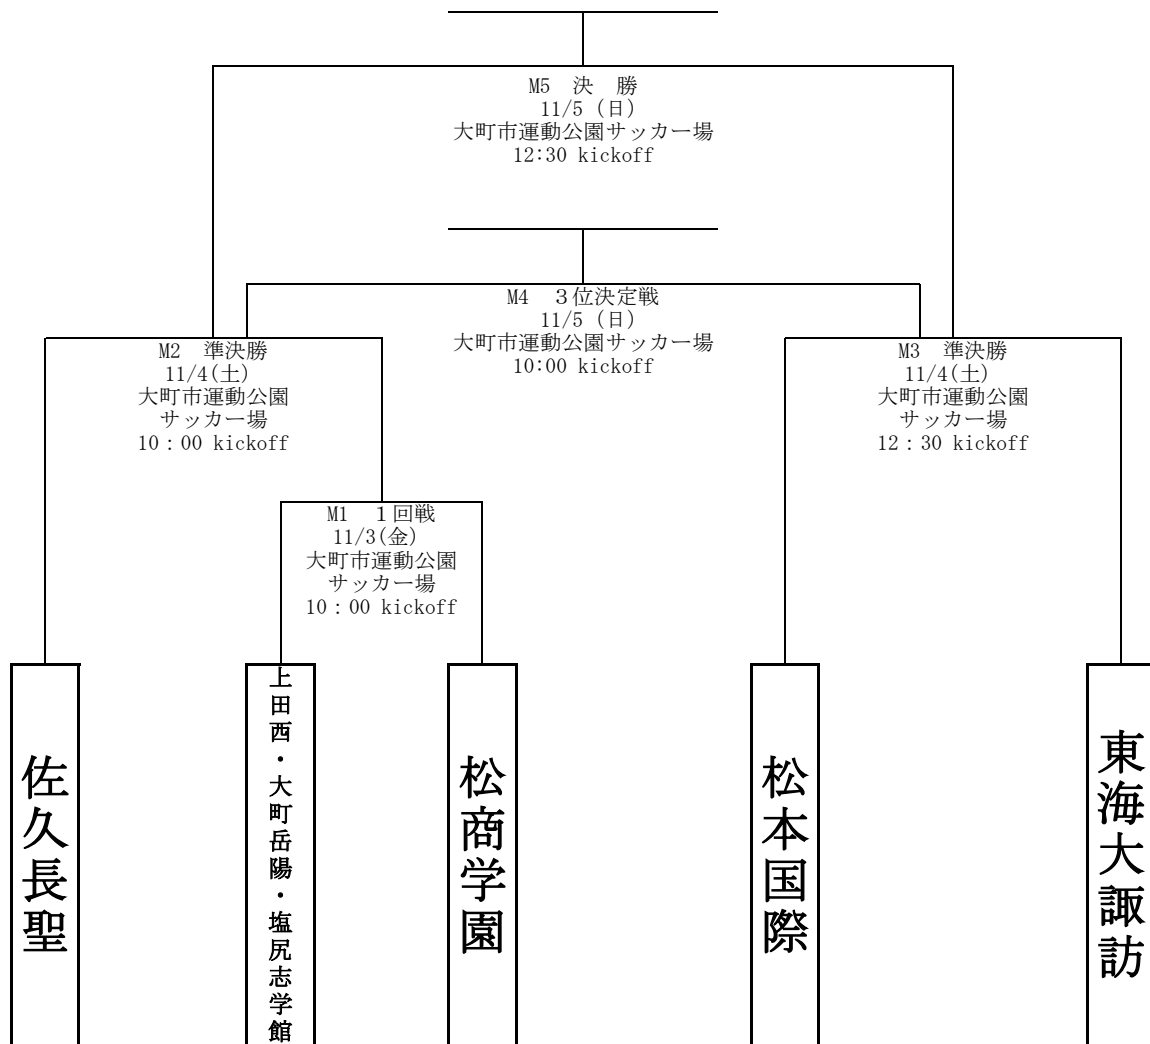 M5　決　勝
11/5 (日)
大町市運動公園サッカー場
12:30 kickoff
M4　３位決定戦
11/5 (日)
大町市運動公園サッカー場
10:00 kickoff
M2　準決勝
11/4(土)
大町市運動公園
サッカー場
10：00 kickoff
M3　準決勝
11/4(土)
大町市運動公園
サッカー場
12：30 kickoff
M1　１回戦
11/3(金)
大町市運動公園
サッカー場
10：00 kickoff
佐久長聖
上田西・大町岳陽・塩尻志学館
松商学園
松本国際
東海大諏訪